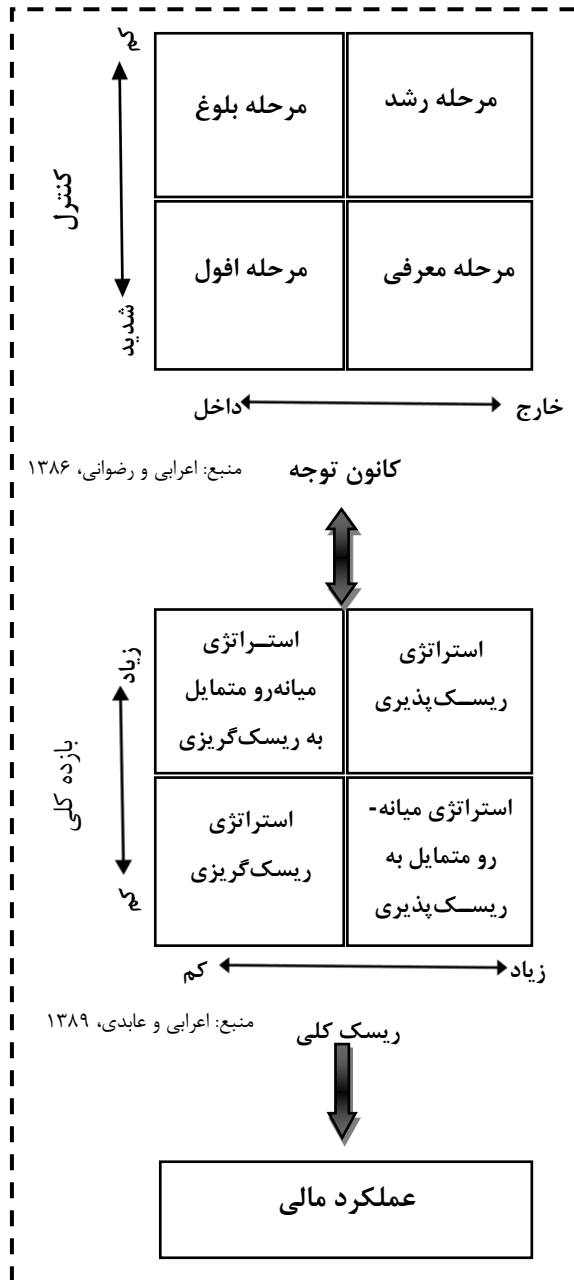 کم
مرحله رشد
مرحله بلوغ
کنترل
مرحله معرفی
مرحله افول
شدید
خارج
داخل
کانون توجه
منبع: اعرابی و رضوانی، ۱۳۸۶
زیاد
استراتژی
ریسک‌پذیری
استراتژی
میانه‌رو متمایل
به ریسک‌گریزی
بازده کلی
استراتژی میانه-
رو متمایل به
ریسک‌پذیری
استراتژی
ریسک‌گریزی
کم
زیاد
کم
ریسک کلی
منبع: اعرابی و عابدی، ۱۳۸۹
عملکرد مالی